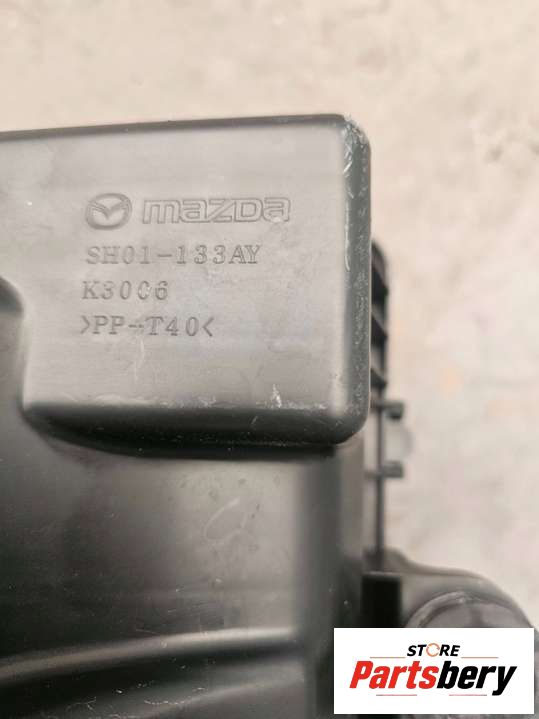 mazda
SH01-133AY
K3006
>PP-T40<
STORE
Partsbery